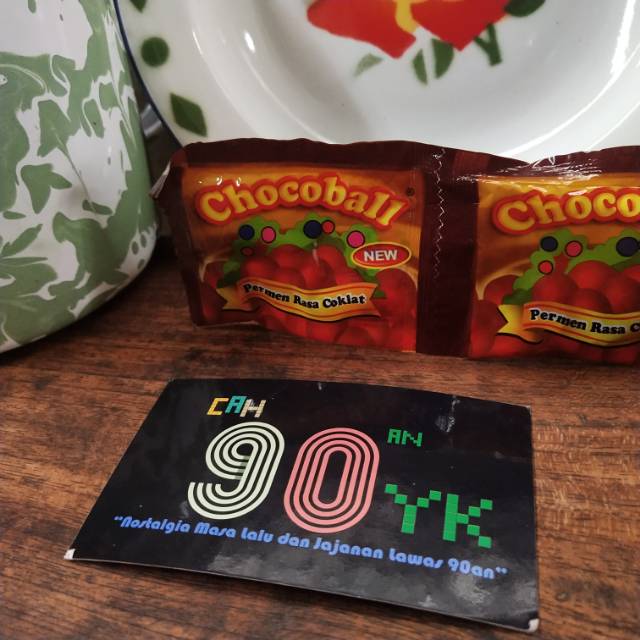 Chocoball
NEW
Permen Rasa Coklat
Choco
Permen Rasa
CAH
90
AN
YK
"Nostalgia Masa Lalu dan Jajanan Lawas 90an"